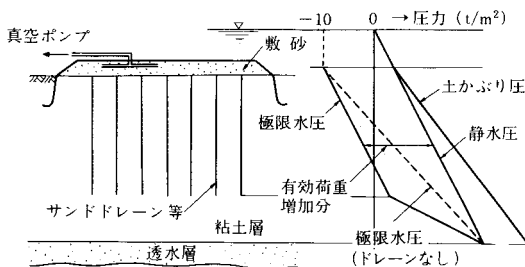 真空ポンプ
敷砂
サンドドレーン等
粘土層
透水層
−10
0
→圧力 (t/m²)
土かぶり圧
極限水圧
静水圧
有効荷重
増加分
極限水圧
(ドレーンなし)